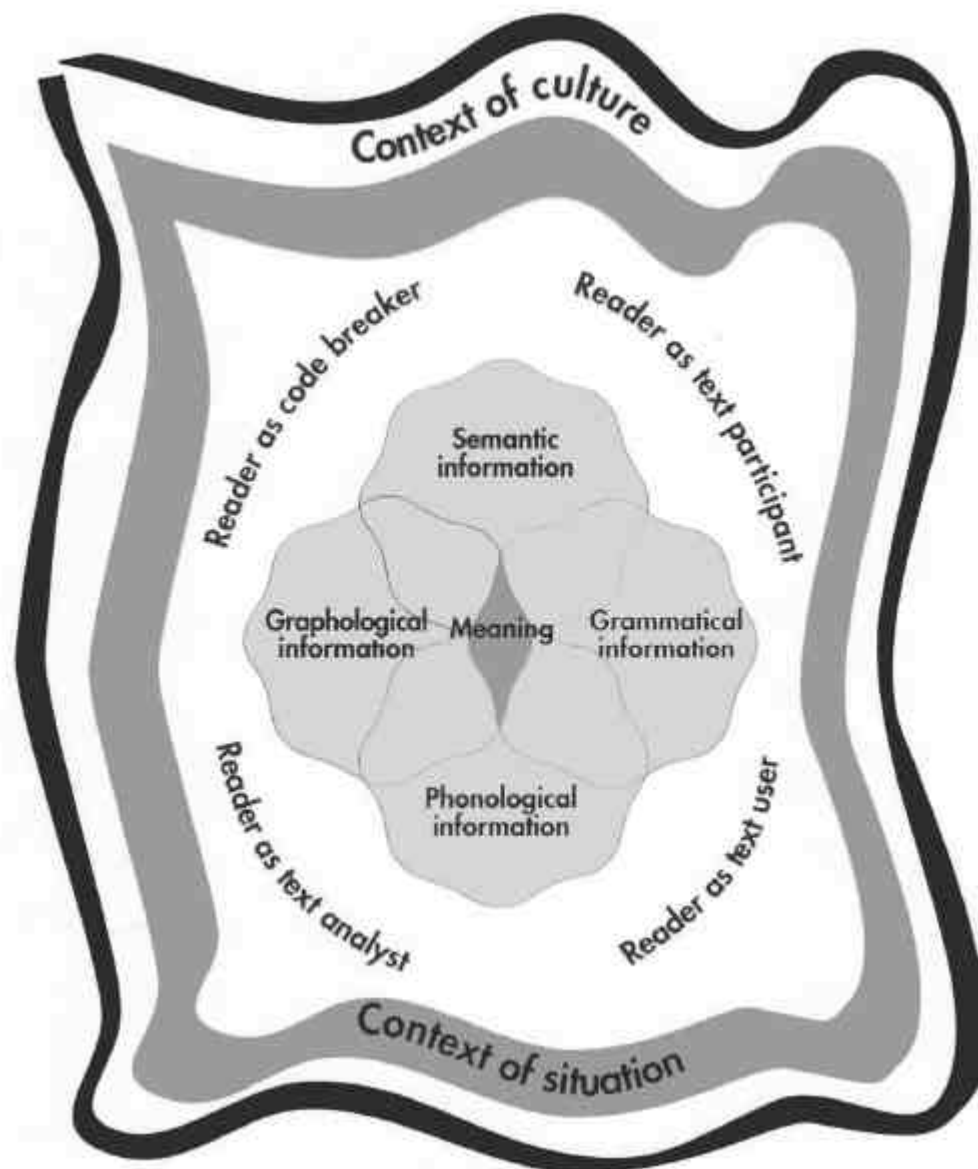 Context of culture
Reader as code breaker
Reader as text participant
Semantic
information
Graphological
information
Meaning
Grammatical
information
Phonological
information
Reader as text analyst
Reader as text user
Context of situation